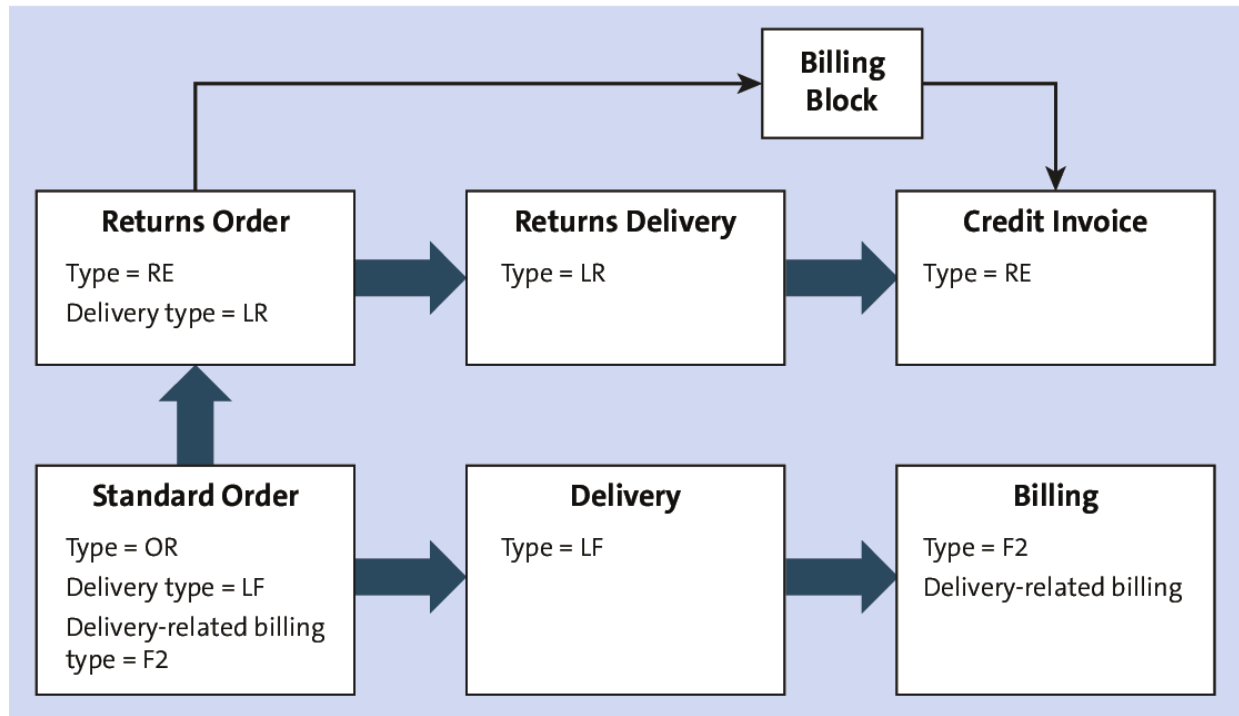 Billing
Block
Returns Order
Type = RE
Delivery type = LR
Returns Delivery
Type = LR
Credit Invoice
Type = RE
Standard Order
Type = OR
Delivery type = LF
Delivery-related billing
type = F2
Delivery
Type = LF
Billing
Type = F2
Delivery-related billing